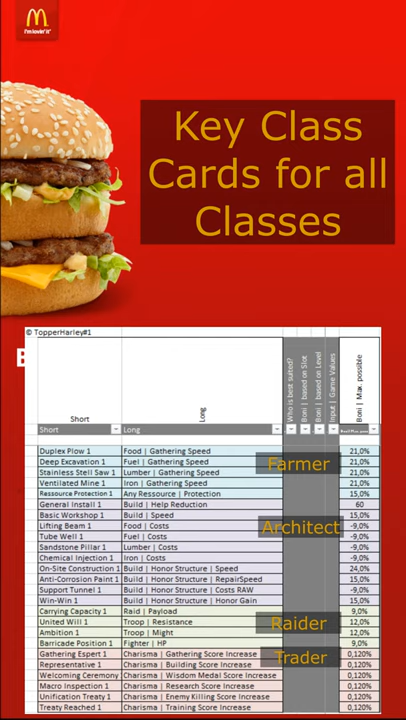 i'm lovin' it
Key Class
Cards for all
Classes
© TopperHarley#1
Short
Long
Who is best suited?
Boni | based on Slot
Boni | based on Level
Input | Game Values
Boni | Max. possible
Short Long
Duplex Plow 1 Food | Gathering Speed 21,0%
Deep Excavation 1 Fuel | Gathering Speed 21,0%
Farmer
Stainless Stell Saw 1 Lumber | Gathering Speed 21,0%
Ventilated Mine 1 Iron | Gathering Speed 21,0%
Ressource Protection 1 Any Ressource | Protection 15,0%
General Install 1 Build | Help Reduction 60
Basic Workshop 1 Build | Speed 15,0%
Lifting Beam 1 Food | Costs -9,0%
Architect
Tube Well 1 Fuel | Costs -9,0%
Sandstone Pillar 1 Lumber | Costs -9,0%
Chemical Injection 1 Iron | Costs -9,0%
On-Site Construction 1 Build | Honor Structure | Speed 24,0%
Anti-Corrosion Paint 1 Build | Honor Structure | RepairSpeed 15,0%
Support Tunnel 1 Build | Honor Structure | Costs RAW -9,0%
Win-Win 1 Build | Honor Structure | Honor Gain 15,0%
Carrying Capacity 1 Raid | Payload 9,0%
United Will 1 Troop | Resistance 12,0%
Raider
Ambition 1 Troop | Might 12,0%
Barricade Position 1 Fighter | HP 9,0%
Gathering Expert 1 Charisma | Gathering Score Increase 0,120%
Trader
Representative 1 Charisma | Building Score Increase 0,120%
Welcoming Ceremony Charisma | Wisdom Medal Score Increase 0,120%
Macro Inspection 1 Charisma | Research Score Increase 0,120%
Unification Treaty 1 Charisma | Enemy Killing Score Increase 0,120%
Treaty Reached 1 Charisma | Training Score Increase 0,120%